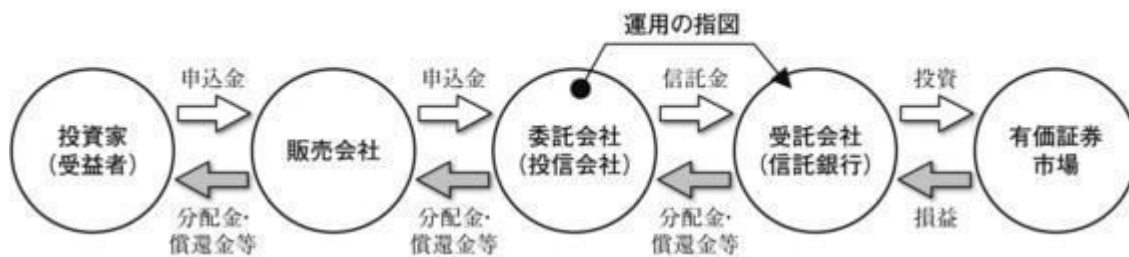 運用の指図
申込金
申込金
信託金
投資
投資家
(受益者)
販売会社
委託会社
(投信会社)
受託会社
(信託銀行)
有価証券
市場
分配金・
償還金等
分配金・
償還金等
分配金・
償還金等
損益